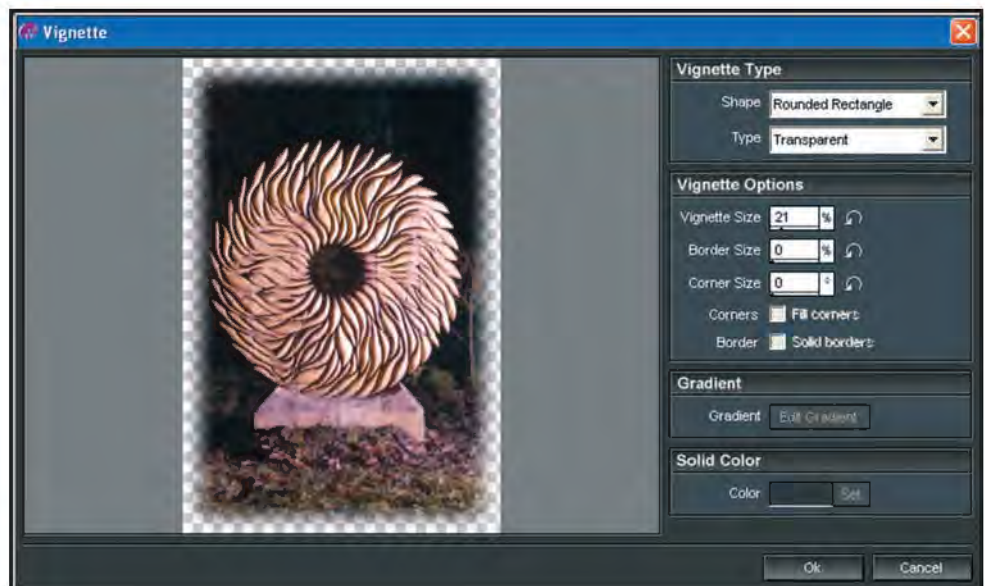 Vignette
Vignette Type
Shape Rounded Rectangle
Type Transparent
Vignette Options
Vignette Size 21 %
Border Size 0 %
Corner Size 0 °
Corners Fill corners
Border Solid borders
Gradient
Gradient Edit Gradient
Solid Color
Color Set
Ok Cancel